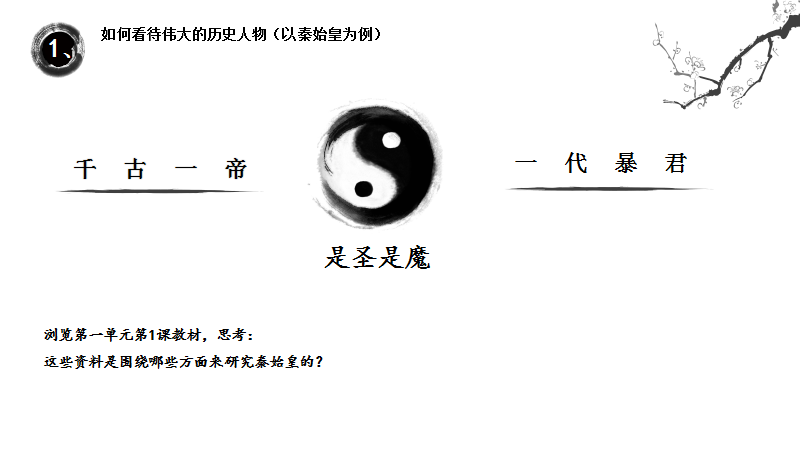 1、
如何看待伟大的历史人物（以秦始皇为例）
千古一帝
一代暴君
是圣是魔
浏览第一单元第1课教材，思考：
这些资料是围绕哪些方面来研究秦始皇的？